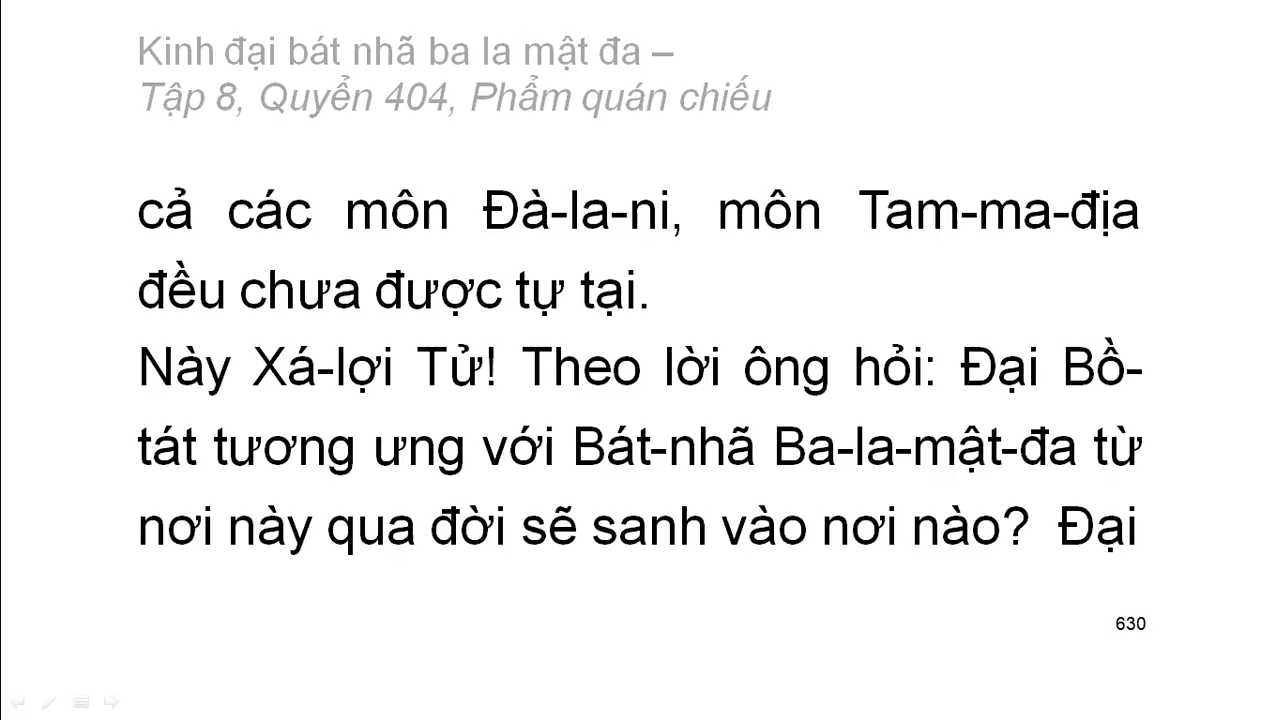 Kinh đại bát nhã ba la mật đa –
Tập 8, Quyển 404, Phẩm quán chiếu
cả các môn Đà-la-ni, môn Tam-ma-địa
đều chưa được tự tại.
Này Xá-lợi Tử! Theo lời ông hỏi: Đại Bồ-
tát tương ưng với Bát-nhã Ba-la-mật-đa từ
nơi này qua đời sẽ sanh vào nơi nào? Đại
630